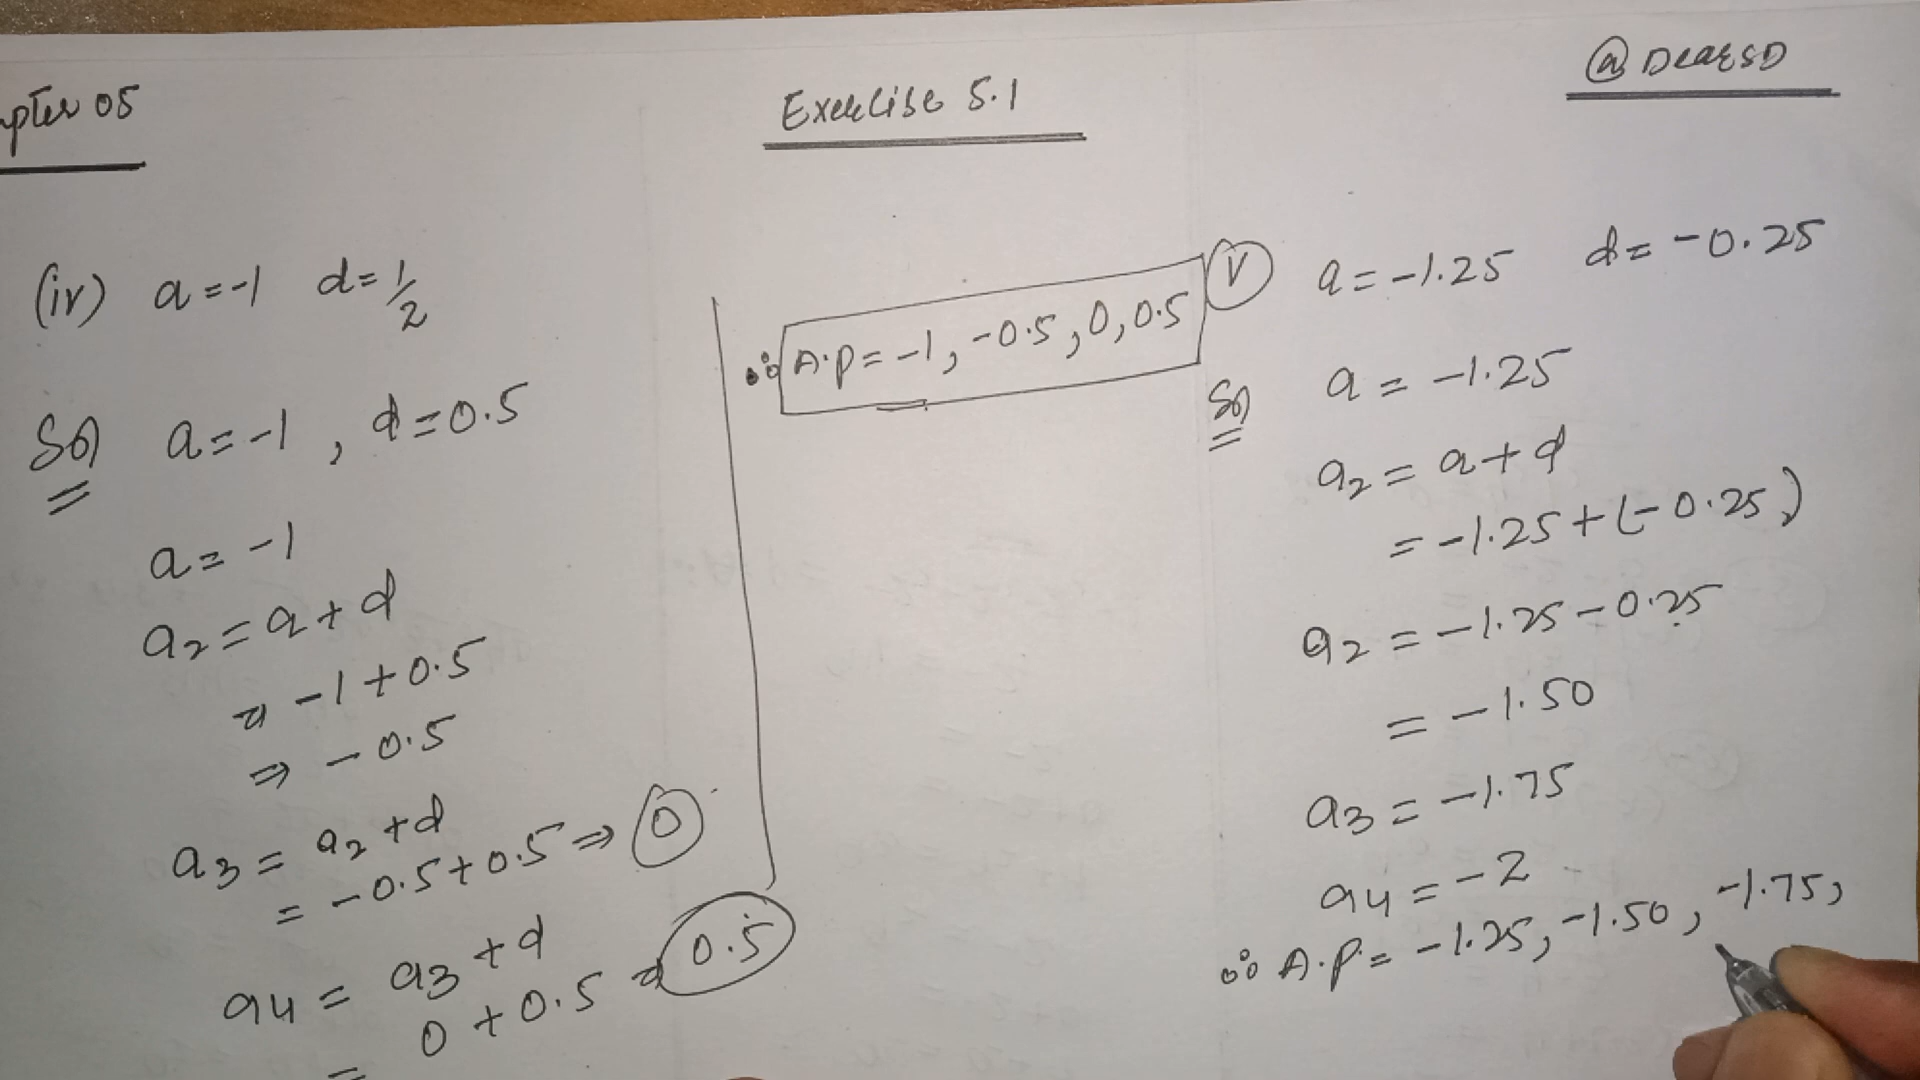 pter 05
Exercise 5.1
@ DearSD
(iv) a=-1 d=1/2
Sol a=-1, d=0.5
a=-1
a2=a+d
⇒ -1+0.5
⇒ -0.5
a3= a2+d
= -0.5+0.5 ⇒ 0
a4= a3+d
= 0+0.5 ⇒ 0.5
∴ A.P= -1, -0.5, 0, 0.5
(v) a=-1.25 d=-0.25
Sol a=-1.25
a2=a+d
=-1.25+(-0.25)
a2=-1.25-0.25
=-1.50
a3=-1.75
a4=-2
∴ A.P= -1.25, -1.50, -1.75,